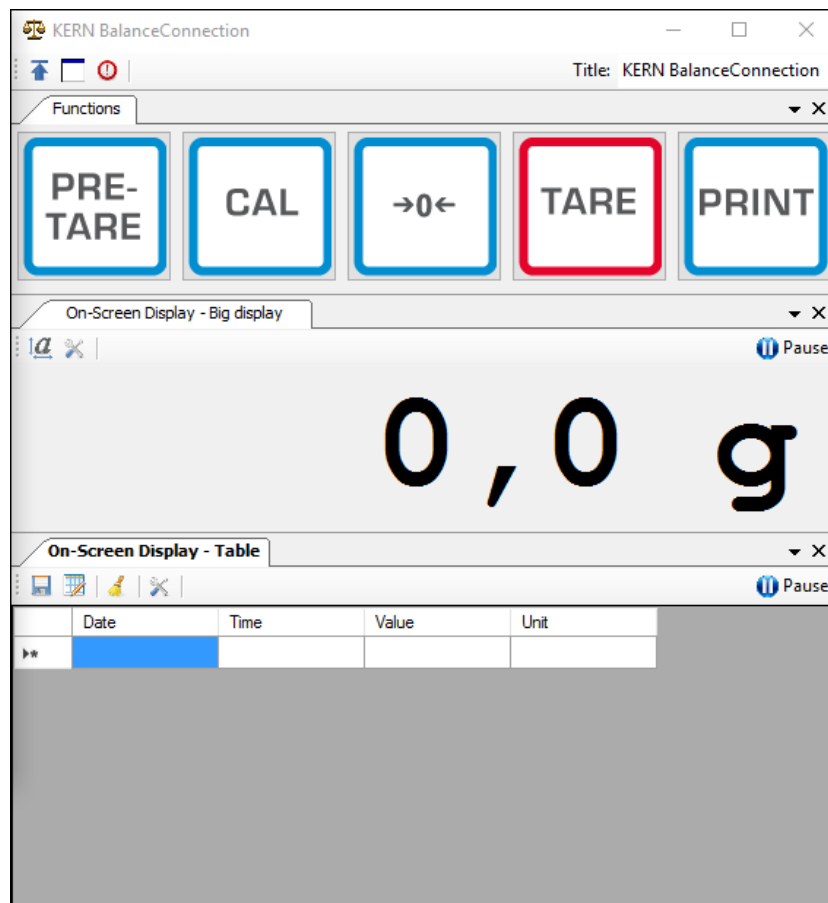 KERN BalanceConnection
Title: KERN BalanceConnection
Functions
PRE-
TARE
CAL
→0←
TARE
PRINT
On-Screen Display - Big display
a
Pause
0,0 g
On-Screen Display - Table
Pause
Date Time Value Unit